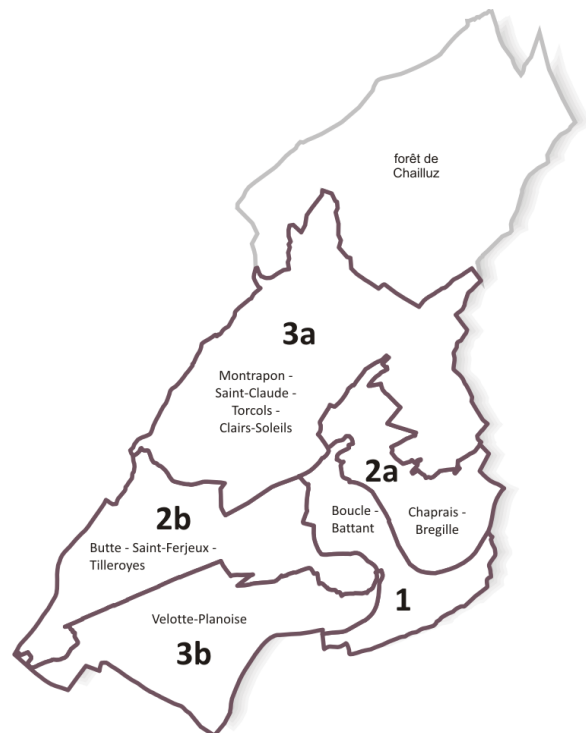 forêt de
Chailluz
3a
Montrapon -
Saint-Claude -
Torcols -
Clairs-Soleils
2a
2b
Boucle -
Battant
Chaprais -
Bregille
Butte - Saint-Ferjeux -
Tilleroyes
1
Velotte-Planoise
3b